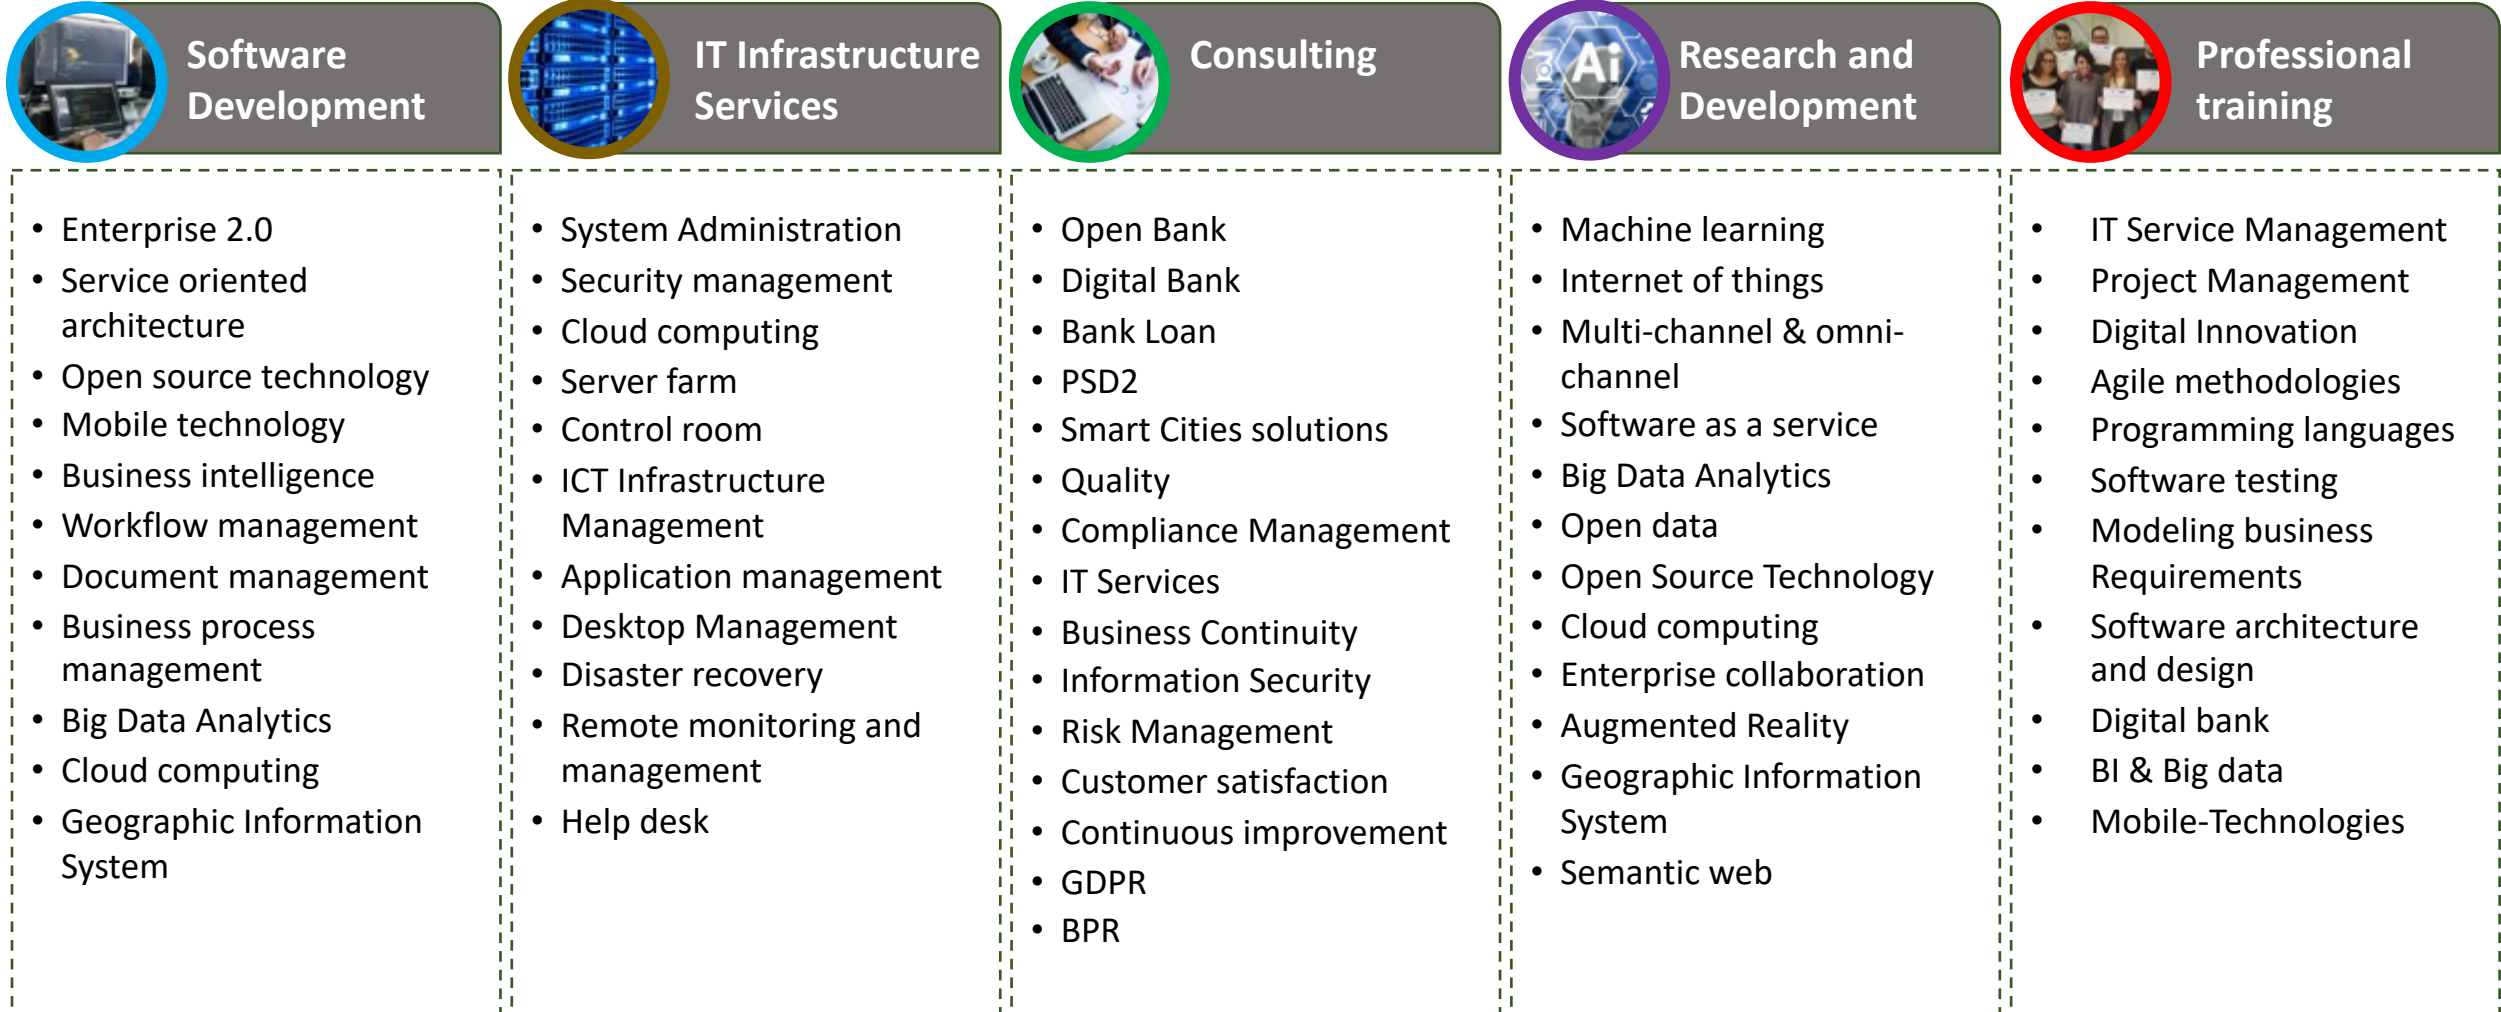 Software
Development
• Enterprise 2.0
• Service oriented
architecture
• Open source technology
• Mobile technology
• Business intelligence
• Workflow management
• Document management
• Business process
management
• Big Data Analytics
• Cloud computing
• Geographic Information
System
IT Infrastructure
Services
• System Administration
• Security management
• Cloud computing
• Server farm
• Control room
• ICT Infrastructure
Management
• Application management
• Desktop Management
• Disaster recovery
• Remote monitoring and
management
• Help desk
Consulting
• Open Bank
• Digital Bank
• Bank Loan
• PSD2
• Smart Cities solutions
• Quality
• Compliance Management
• IT Services
• Business Continuity
• Information Security
• Risk Management
• Customer satisfaction
• Continuous improvement
• GDPR
• BPR
Ai
Research and
Development
• Machine learning
• Internet of things
• Multi-channel & omni-
channel
• Software as a service
• Big Data Analytics
• Open data
• Open Source Technology
• Cloud computing
• Enterprise collaboration
• Augmented Reality
• Geographic Information
System
• Semantic web
Professional
training
• IT Service Management
• Project Management
• Digital Innovation
• Agile methodologies
• Programming languages
• Software testing
• Modeling business
Requirements
• Software architecture
and design
• Digital bank
• BI & Big data
• Mobile-Technologies